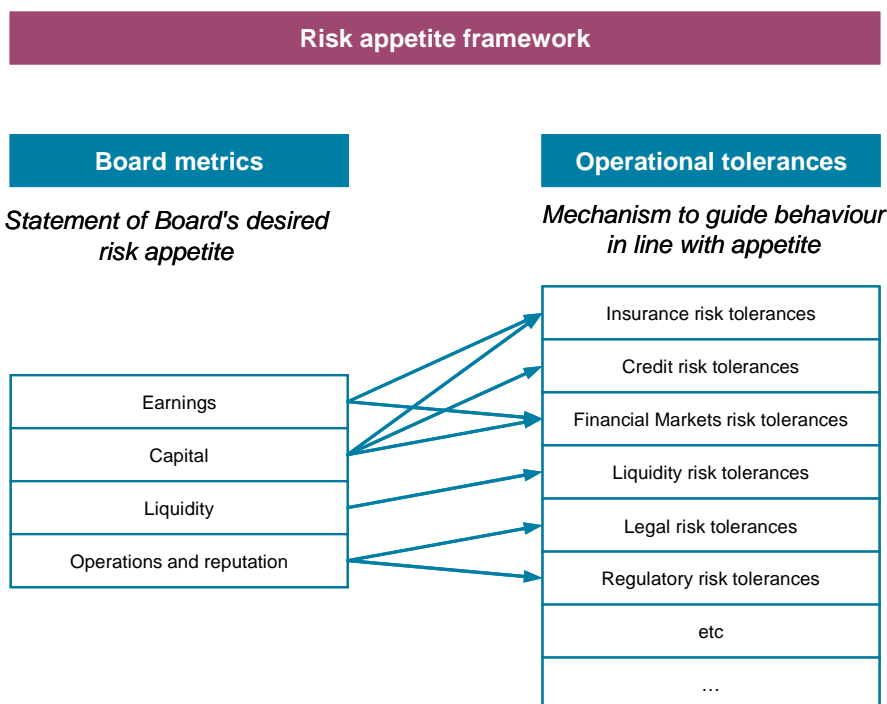 Risk appetite framework
Board metrics
Statement of Board's desired
risk appetite
Earnings
Capital
Liquidity
Operations and reputation
Operational tolerances
Mechanism to guide behaviour
in line with appetite
Insurance risk tolerances
Credit risk tolerances
Financial Markets risk tolerances
Liquidity risk tolerances
Legal risk tolerances
Regulatory risk tolerances
etc
…